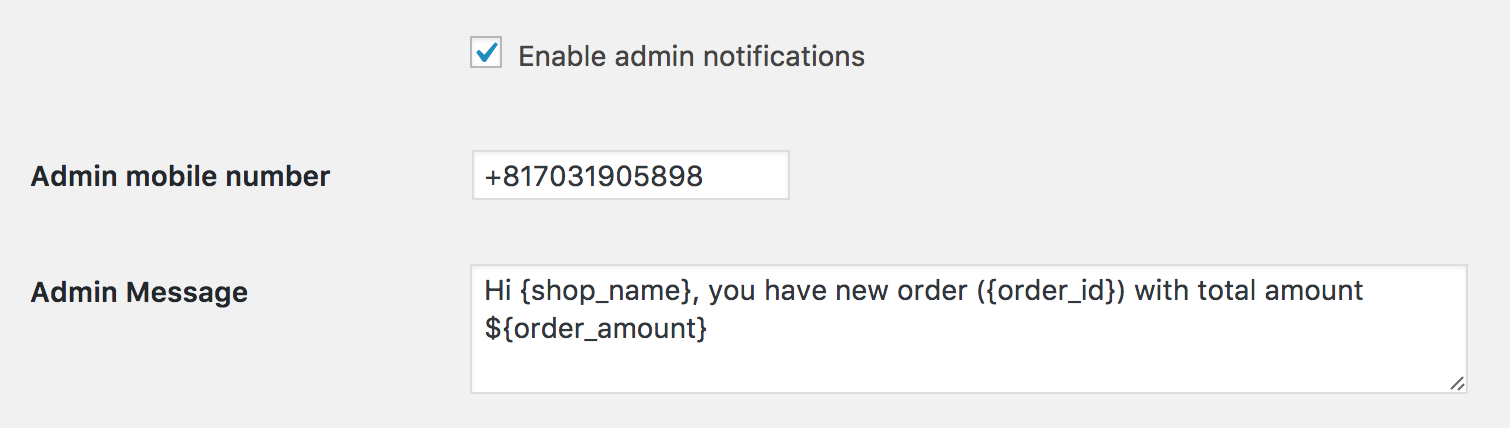 Enable admin notifications
Admin mobile number
+817031905898
Admin Message
Hi {shop_name}, you have new order ({order_id}) with total amount
${order_amount}